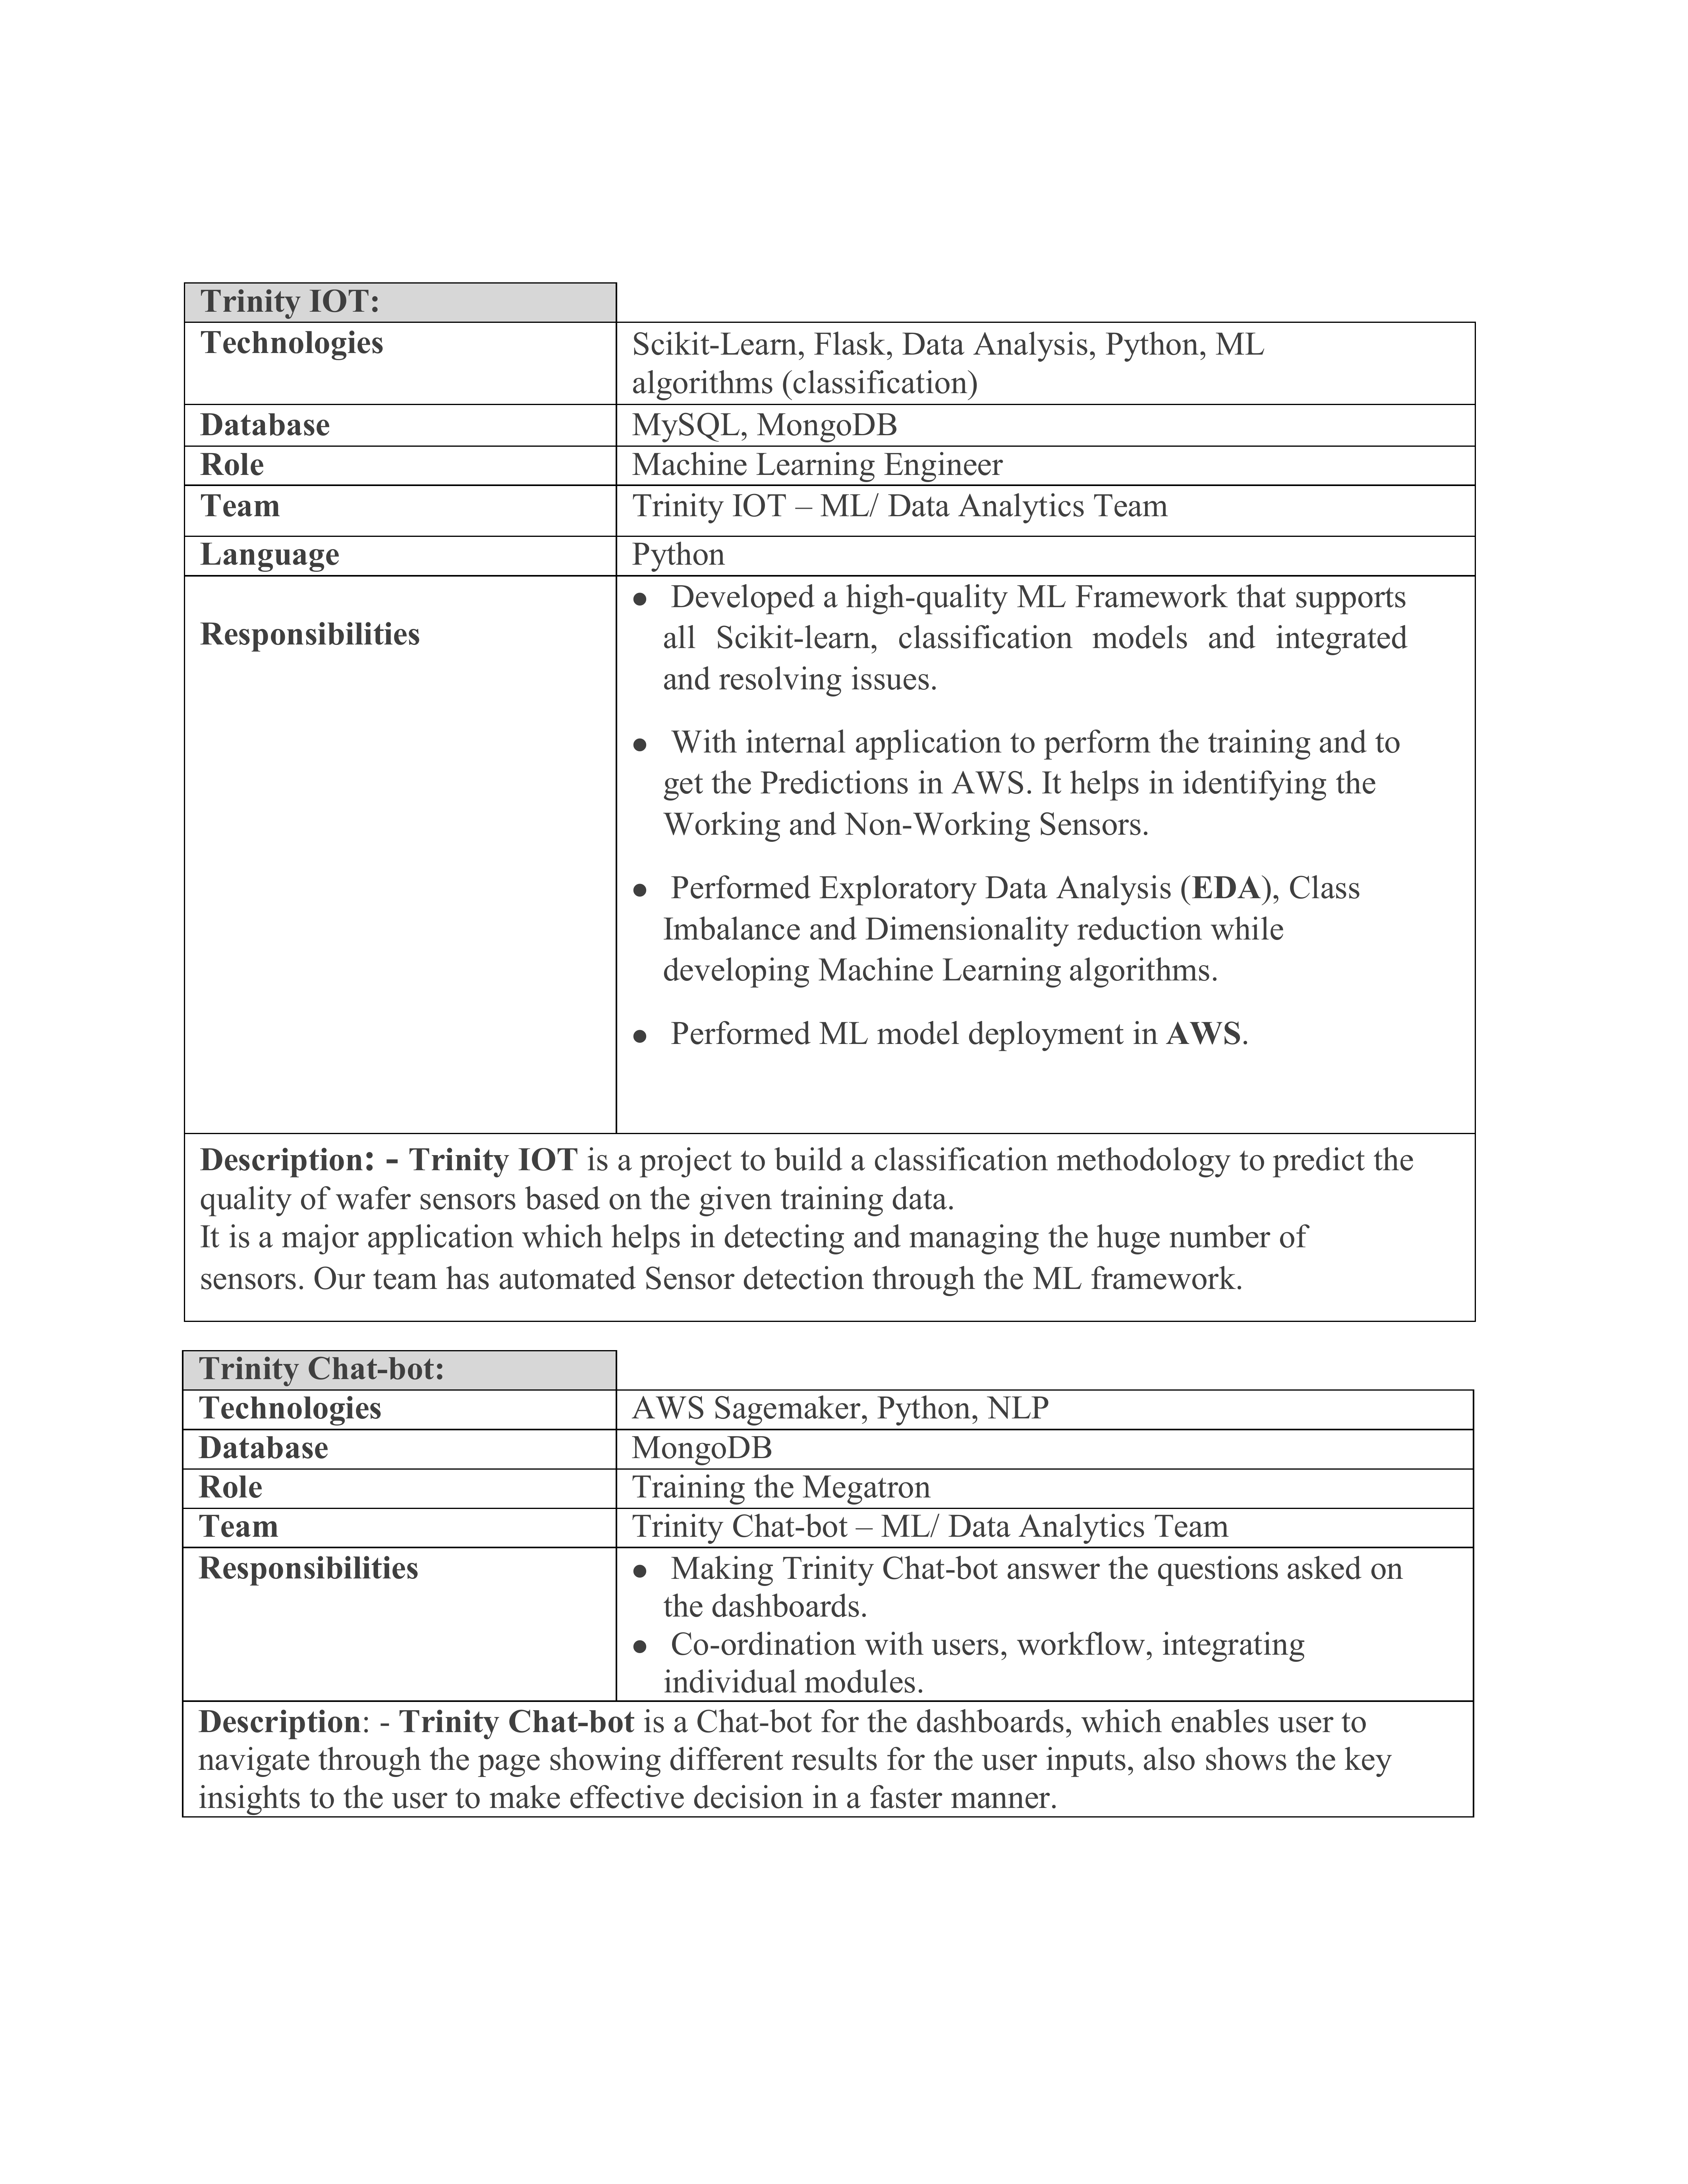 Trinity IOT:
Technologies
Scikit-Learn, Flask, Data Analysis, Python, ML
algorithms (classification)
Database
MySQL, MongoDB
Role
Machine Learning Engineer
Team
Trinity IOT – ML/ Data Analytics Team
Language
Python
Responsibilities
● Developed a high-quality ML Framework that supports
all Scikit-learn, classification models and integrated
and resolving issues.
● With internal application to perform the training and to
get the Predictions in AWS. It helps in identifying the
Working and Non-Working Sensors.
● Performed Exploratory Data Analysis (EDA), Class
Imbalance and Dimensionality reduction while
developing Machine Learning algorithms.
● Performed ML model deployment in AWS.
Description: - Trinity IOT is a project to build a classification methodology to predict the
quality of wafer sensors based on the given training data.
It is a major application which helps in detecting and managing the huge number of
sensors. Our team has automated Sensor detection through the ML framework.
Trinity Chat-bot:
Technologies
AWS Sagemaker, Python, NLP
Database
MongoDB
Role
Training the Megatron
Team
Trinity Chat-bot – ML/ Data Analytics Team
Responsibilities
● Making Trinity Chat-bot answer the questions asked on
the dashboards.
● Co-ordination with users, workflow, integrating
individual modules.
Description: - Trinity Chat-bot is a Chat-bot for the dashboards, which enables user to
navigate through the page showing different results for the user inputs, also shows the key
insights to the user to make effective decision in a faster manner.